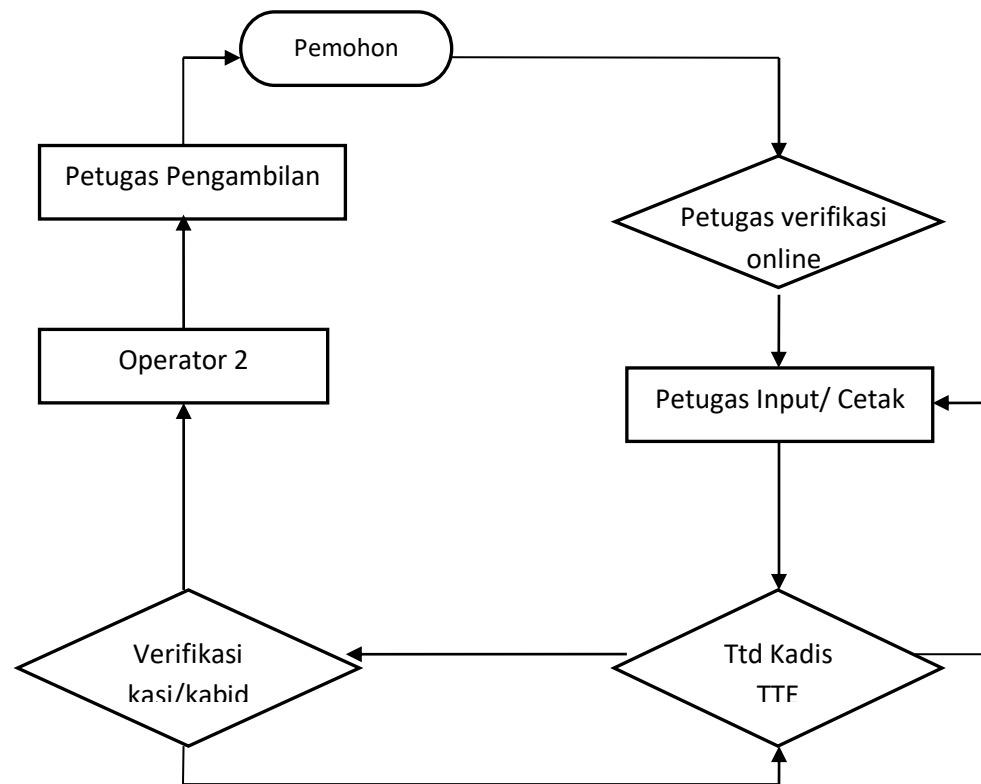 Pemohon
Petugas Pengambilan
Petugas verifikasi
online
Operator 2
Petugas Input/ Cetak
Verifikasi
kasi/kabid
Ttd Kadis